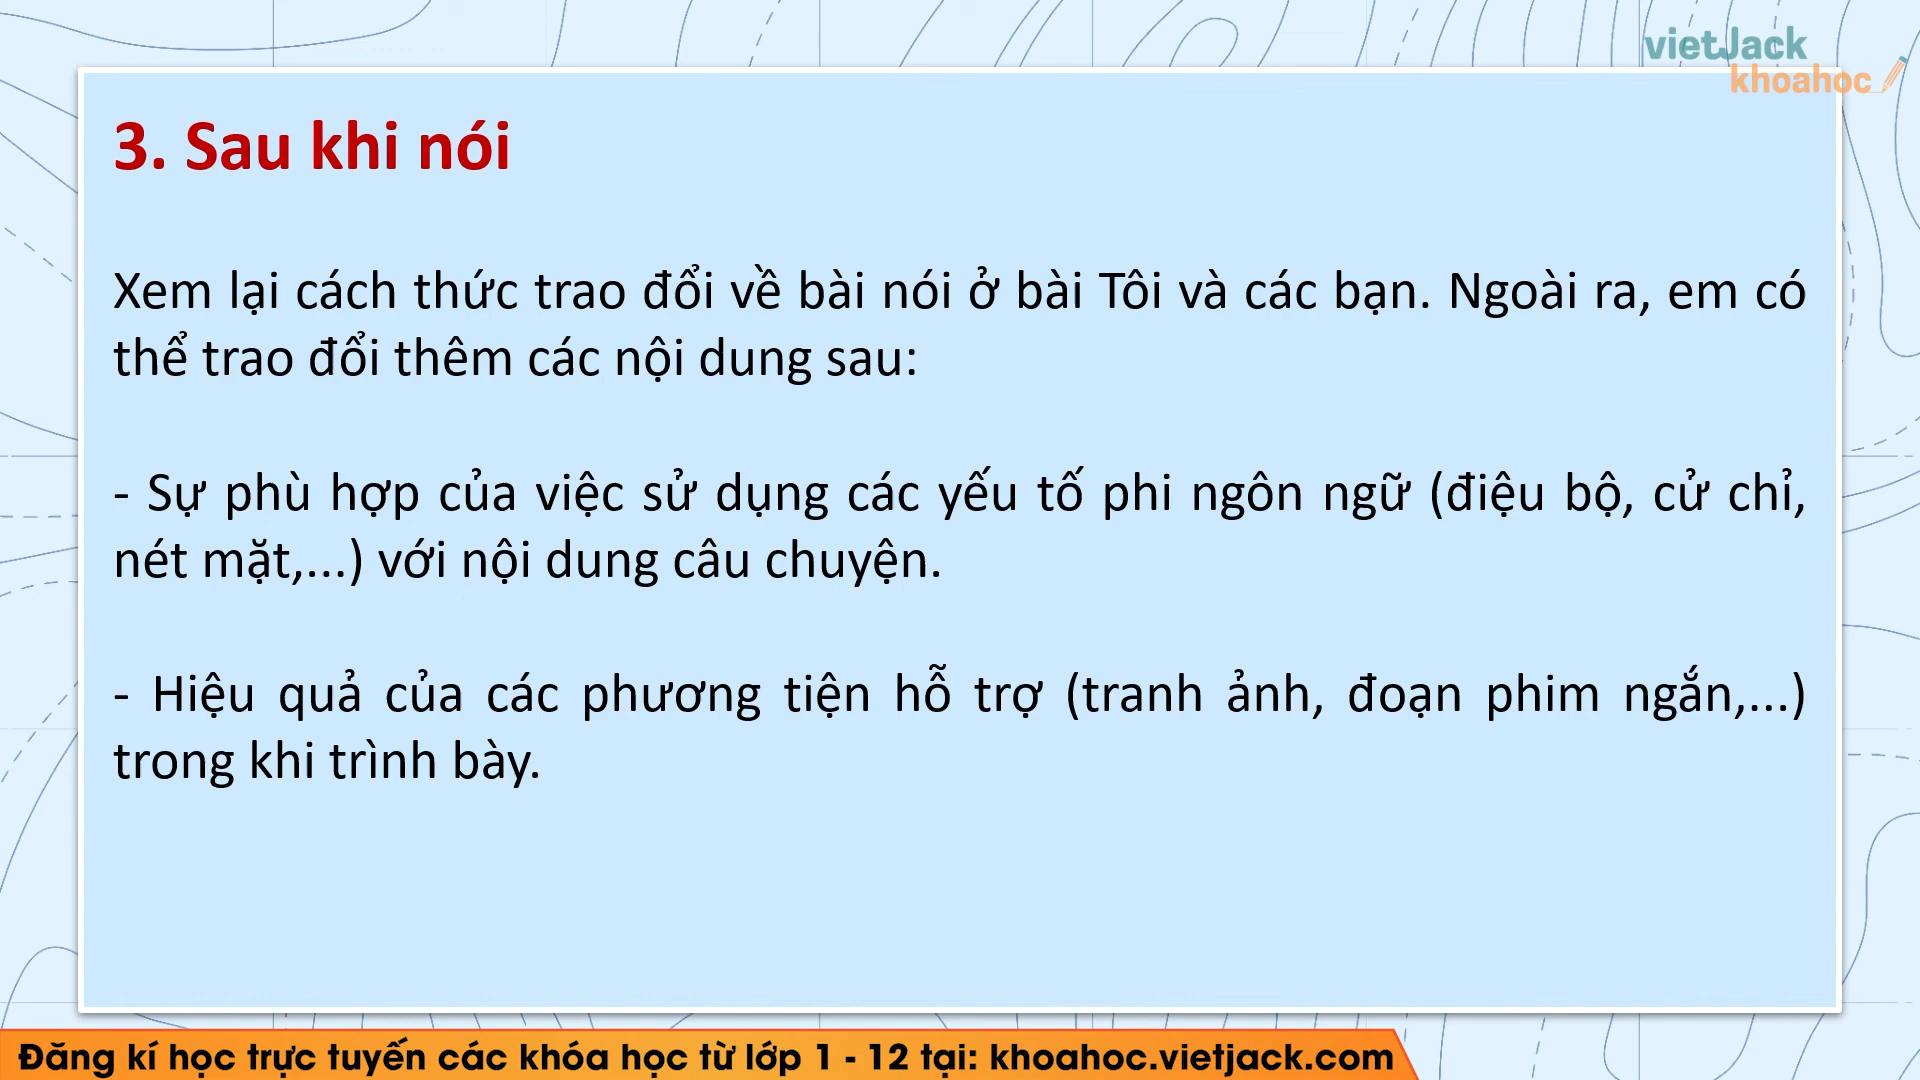 vietJack
khoahoc
3. Sau khi nói
Xem lại cách thức trao đổi về bài nói ở bài Tôi và các bạn. Ngoài ra, em có
thể trao đổi thêm các nội dung sau:
- Sự phù hợp của việc sử dụng các yếu tố phi ngôn ngữ (điệu bộ, cử chỉ,
nét mặt,...) với nội dung câu chuyện.
- Hiệu quả của các phương tiện hỗ trợ (tranh ảnh, đoạn phim ngắn,...)
trong khi trình bày.
Đăng kí học trực tuyến các khóa học từ lớp 1 - 12 tại: khoahoc.vietjack.com